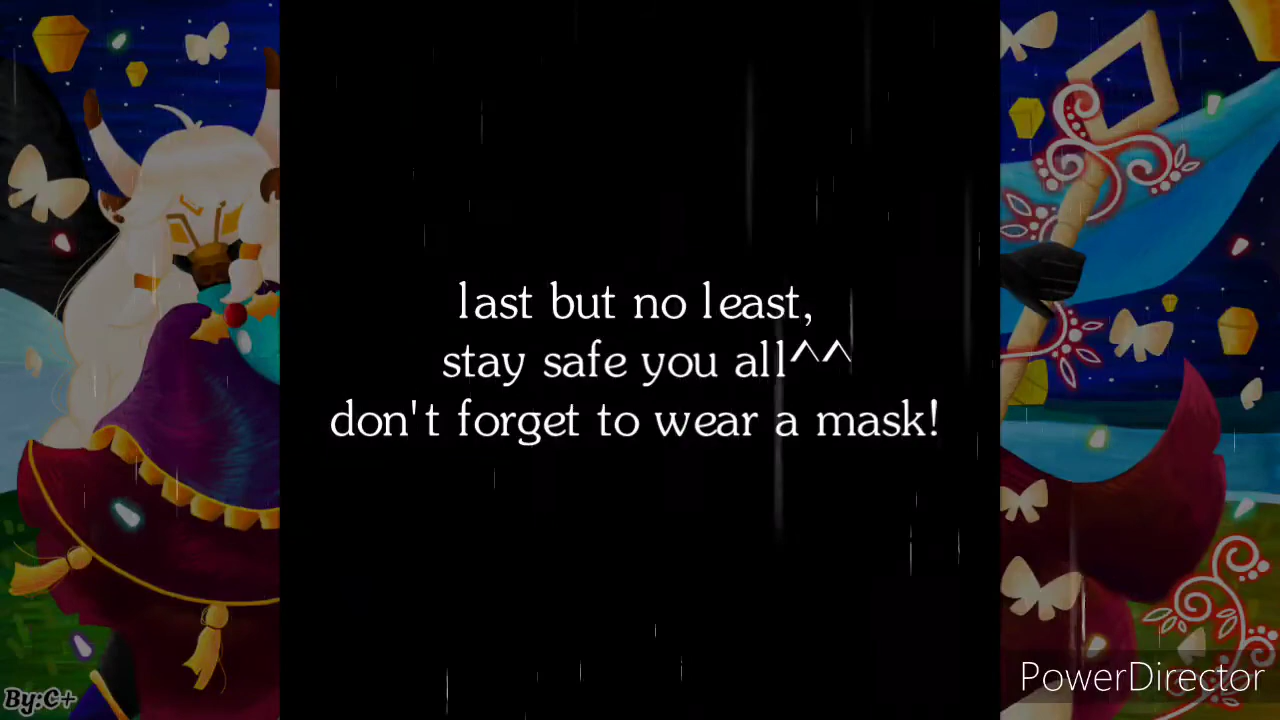 last but no least,
stay safe you all^^
don't forget to wear a mask!
By:C+
PowerDirector